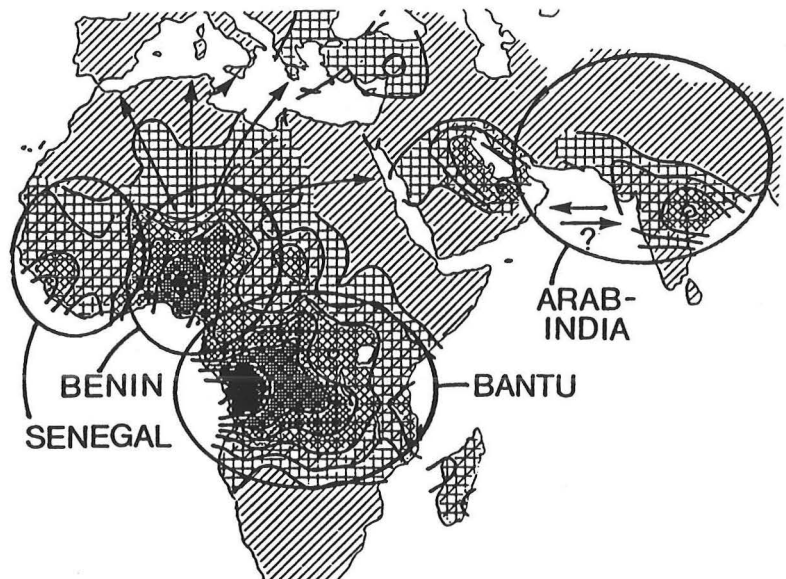 ?
ARAB-
INDIA
BENIN
BANTU
SENEGAL